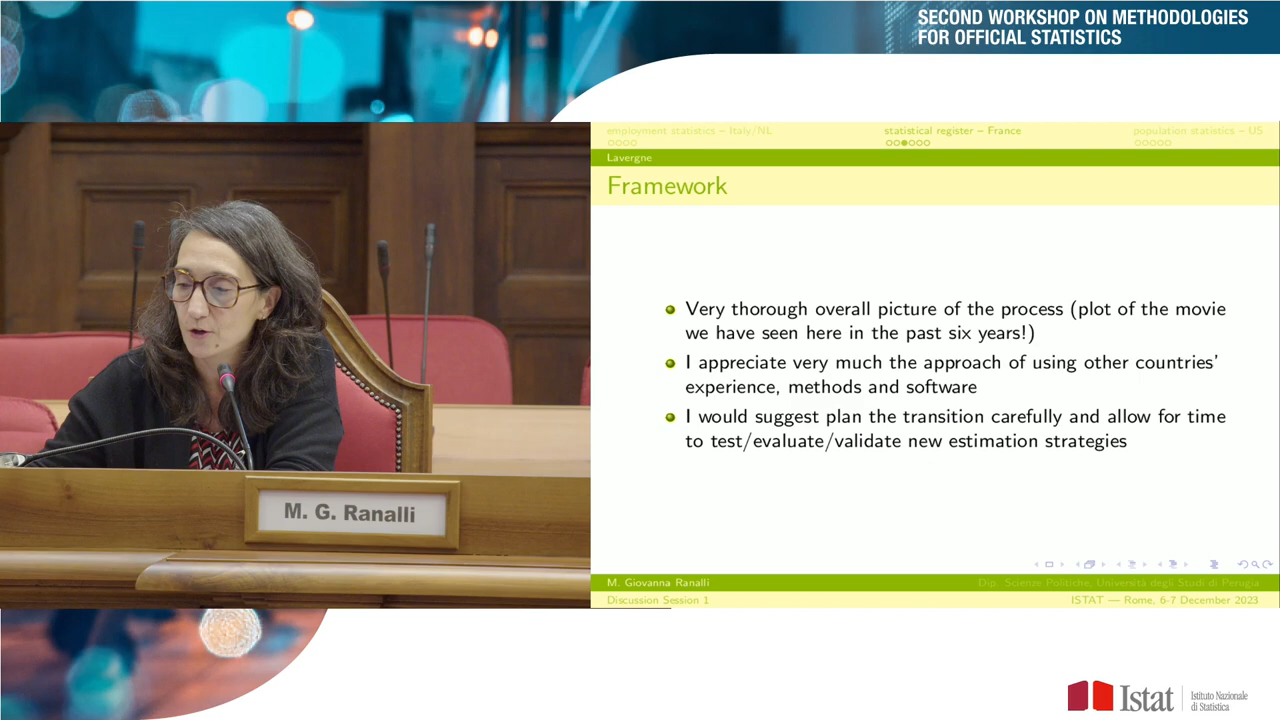 SECOND WORKSHOP ON METHODOLOGIES
FOR OFFICIAL STATISTICS
employment statistics – Italy/NL
statistical register – France
population statistics – US
Lavergne
Framework
Very thorough overall picture of the process (plot of the movie
we have seen here in the past six years!)
I appreciate very much the approach of using other countries'
experience, methods and software
I would suggest plan the transition carefully and allow for time
to test/evaluate/validate new estimation strategies
M. G. Ranalli
M. Giovanna Ranalli
Dip. Scienze Politiche, Università degli Studi di Perugia
Discussion Session 1
ISTAT — Rome, 6-7 December 2023
Istat
Istituto Nazionale
di Statistica